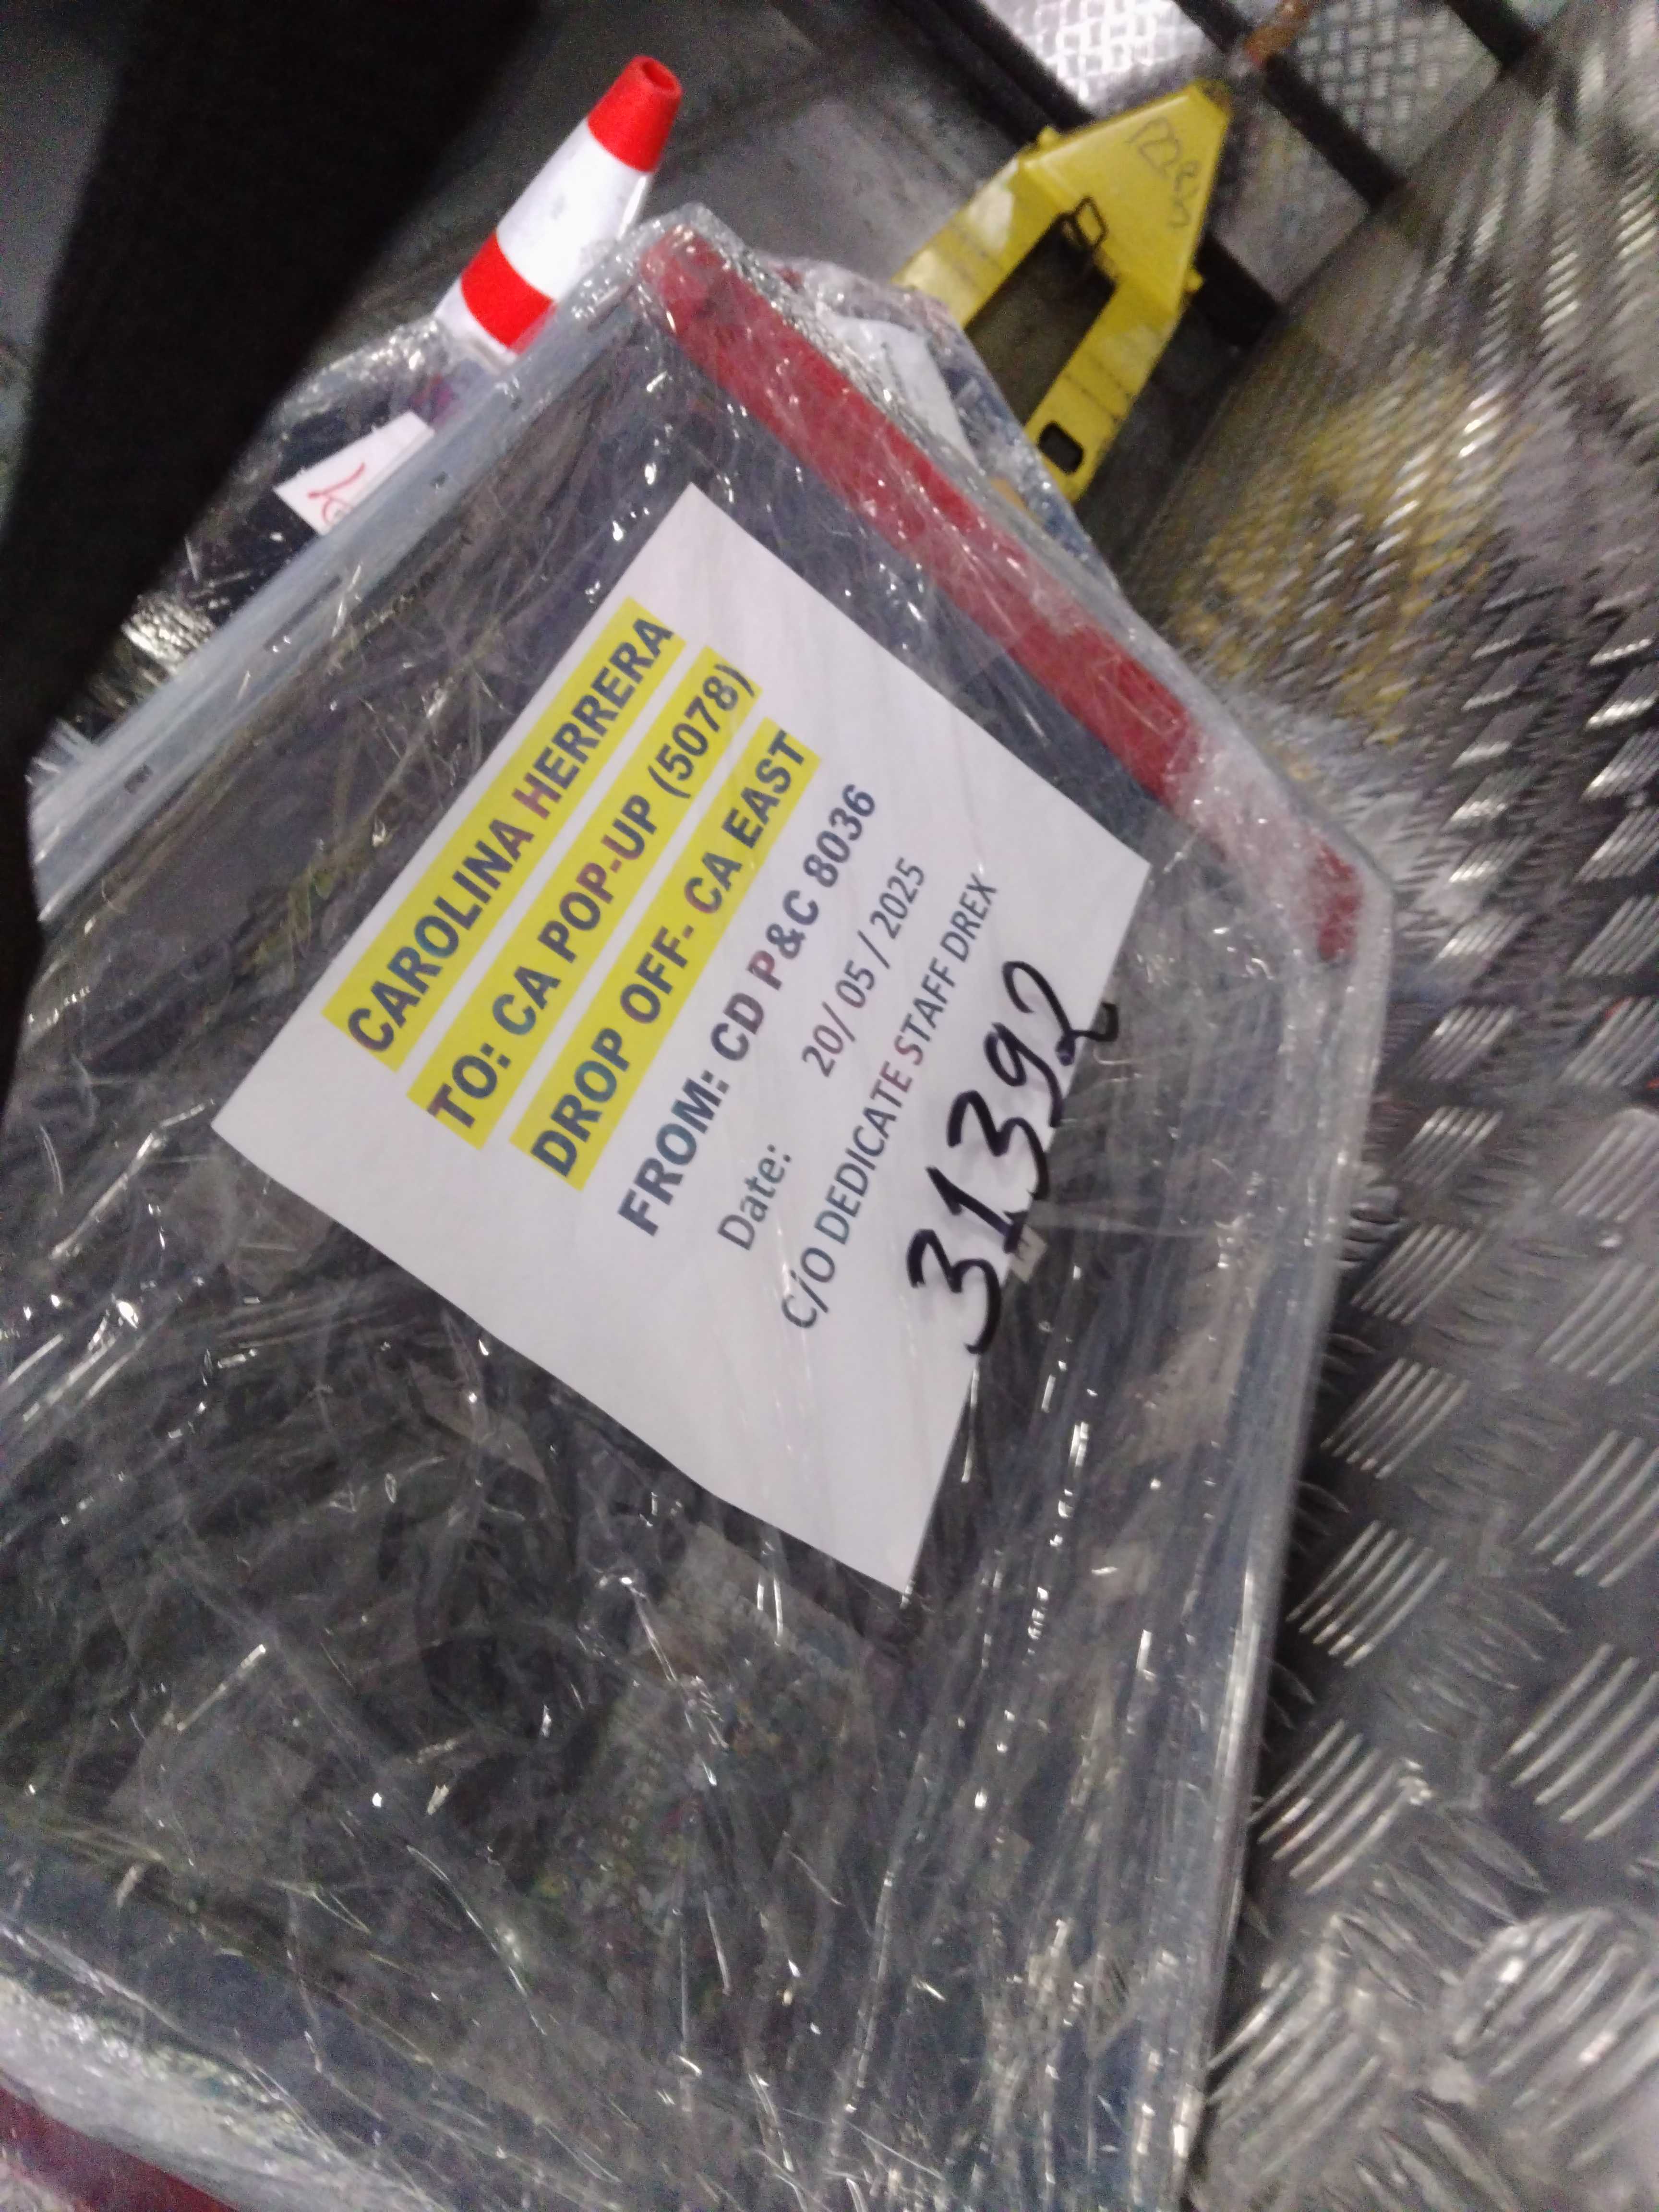 CAROLINA HERRERA
TO: CA POP-UP (5078)
DROP OFF- CA EAST
FROM: CD P&C 8036
Date: 20/ 05 / 2025
C/O DEDICATE STAFF DREX
31392